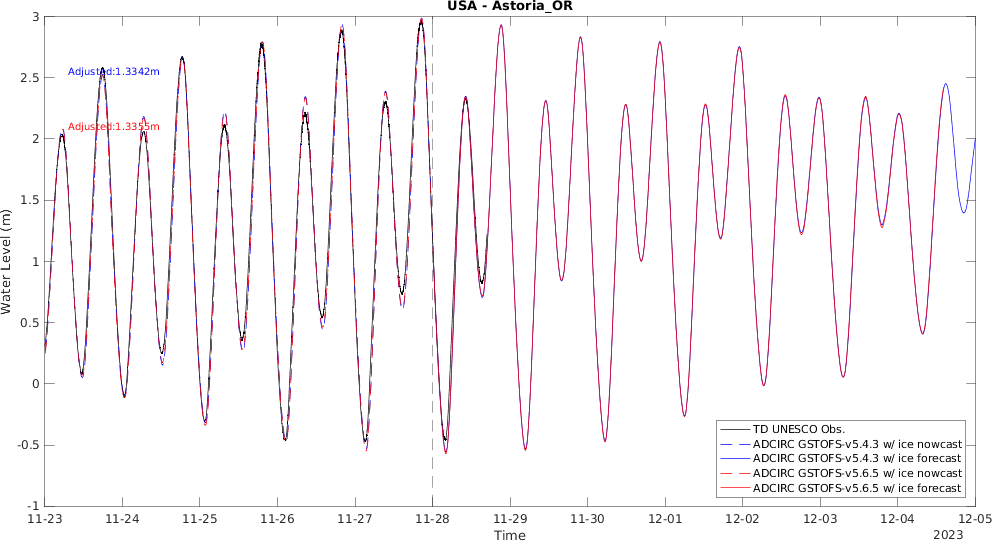 USA - Astoria_OR
3
2.5
2
1.5
1
0.5
0
-0.5
-1
Water Level (m)
Adjusted:1.3342m
Adjusted:1.3355m
TD UNESCO Obs.
ADCIRC GSTOFS-v5.4.3 w/ ice nowcast
ADCIRC GSTOFS-v5.4.3 w/ ice forecast
ADCIRC GSTOFS-v5.6.5 w/ ice nowcast
ADCIRC GSTOFS-v5.6.5 w/ ice forecast
11-23 11-24 11-25 11-26 11-27 11-28 11-29 11-30 12-01 12-02 12-03 12-04 12-05
Time
2023